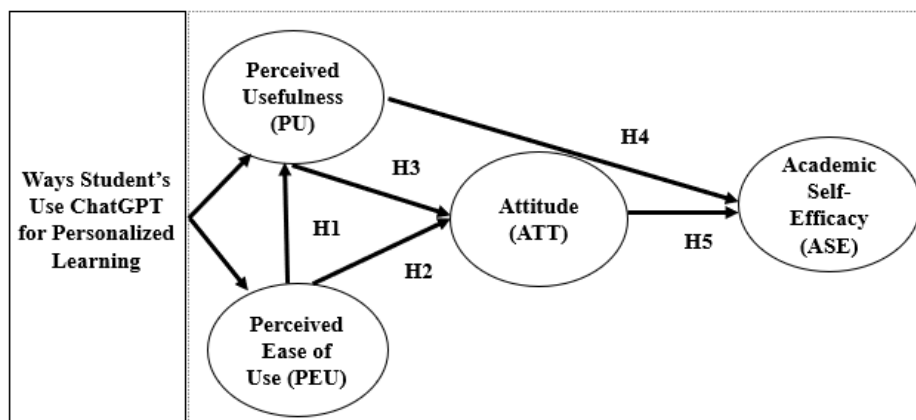 Ways Student's
Use ChatGPT
for Personalized
Learning
Perceived
Usefulness
(PU)
H4
H3
Attitude
(ATT)
Academic
Self-
Efficacy
(ASE)
H1
H2
H5
Perceived
Ease of
Use (PEU)